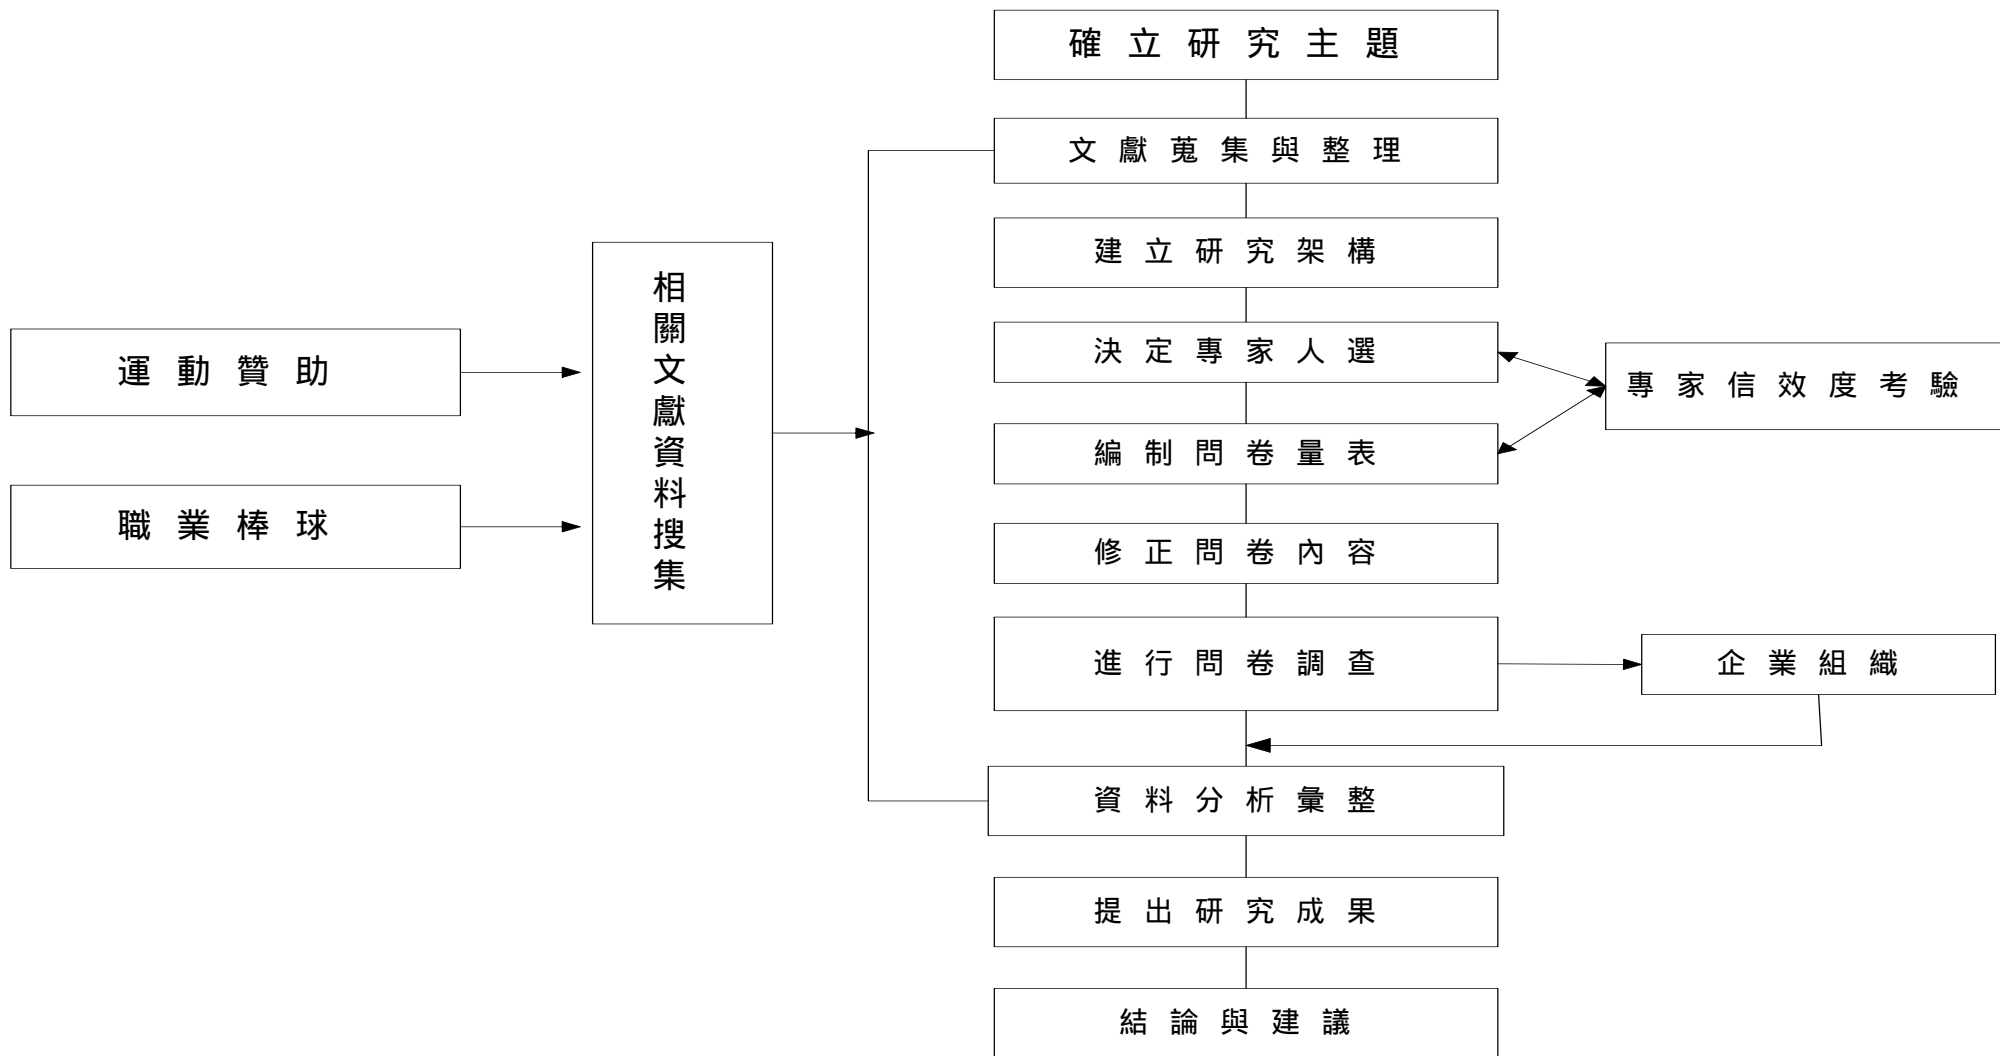 確立研究主題
文獻蒐集與整理
建立研究架構
相關文獻資料搜集
決定專家人選
運動贊助
專家信效度考驗
編制問卷量表
職業棒球
修正問卷內容
進行問卷調查
企業組織
資料分析彙整
提出研究成果
結論與建議